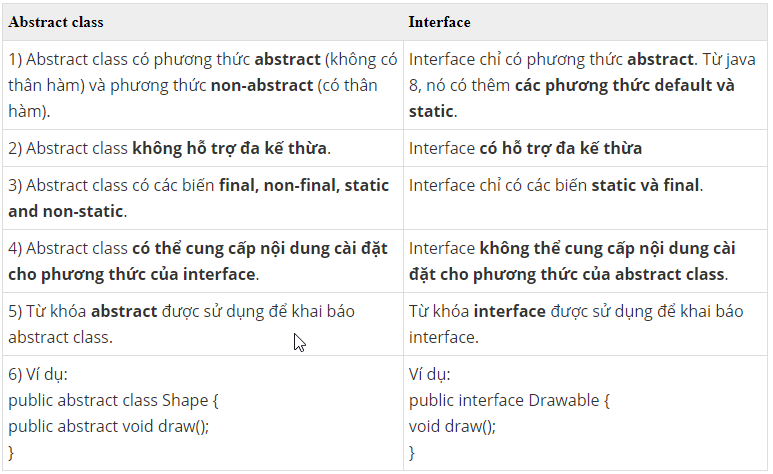 Abstract class
Interface
1) Abstract class có phương thức abstract (không có
thân hàm) và phương thức non-abstract (có thân
hàm).
Interface chỉ có phương thức abstract. Từ java
8, nó có thêm các phương thức default và
static.
2) Abstract class không hỗ trợ đa kế thừa.
Interface có hỗ trợ đa kế thừa
3) Abstract class có các biến final, non-final, static
and non-static.
Interface chỉ có các biến static và final.
4) Abstract class có thể cung cấp nội dung cài đặt
cho phương thức của interface.
Interface không thể cung cấp nội dung cài
đặt cho phương thức của abstract class.
5) Từ khóa abstract được sử dụng để khai báo
abstract class.
Từ khóa interface được sử dụng để khai báo
interface.
6) Ví dụ:
public abstract class Shape {
public abstract void draw();
}
Ví dụ:
public interface Drawable {
void draw();
}